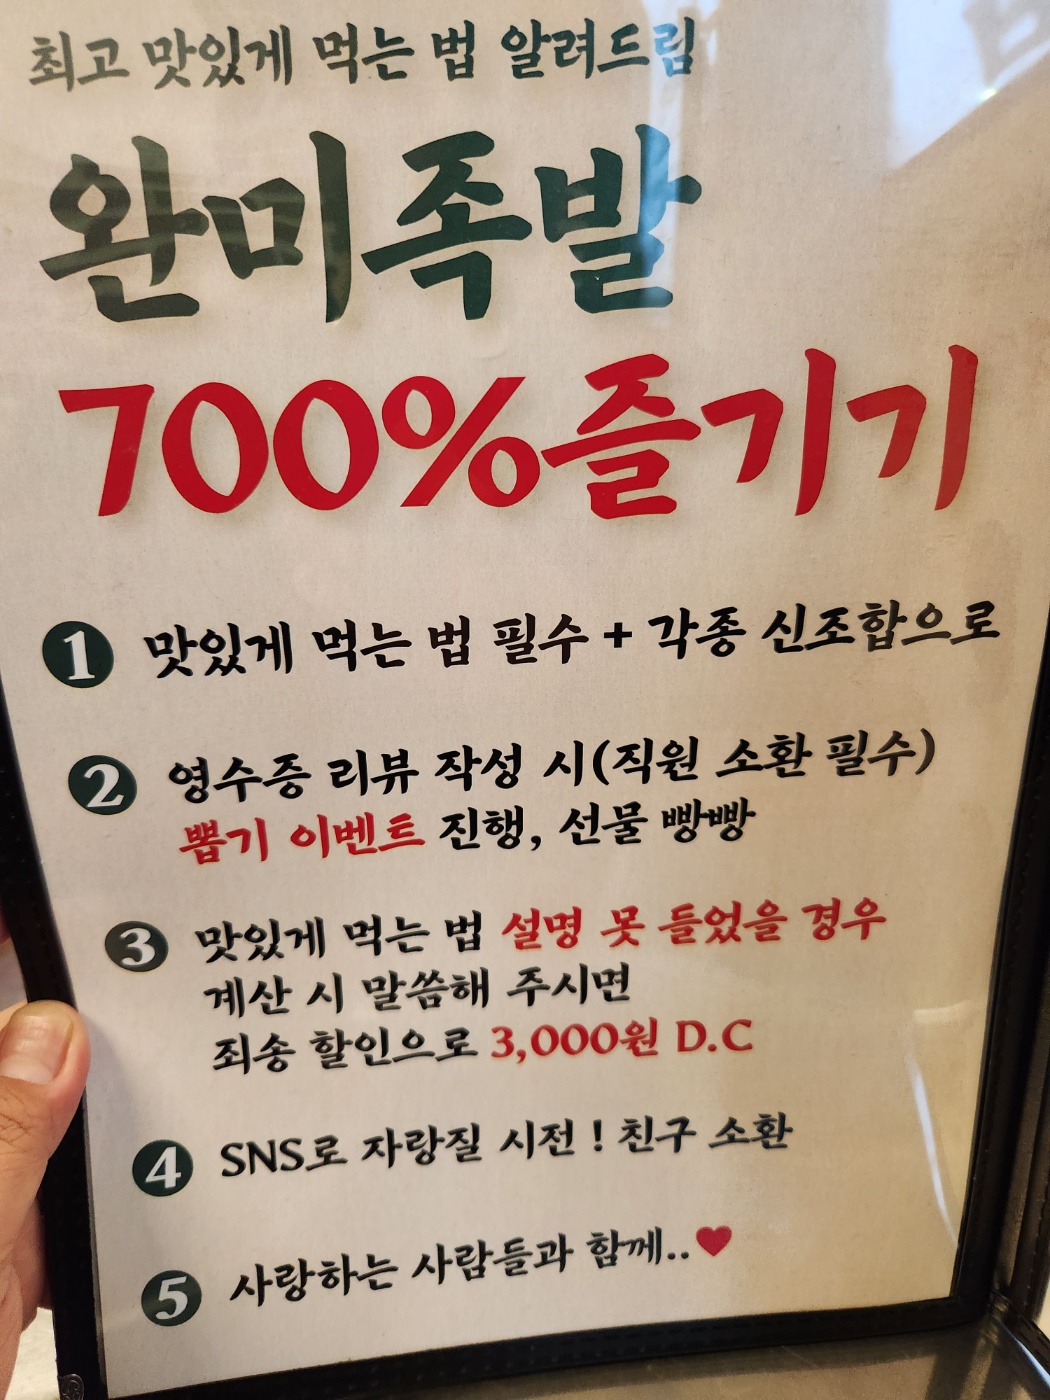 최고 맛있게 먹는 법 알려드림
완미족발
700%즐기기
1 맛있게 먹는 법 필수 + 각종 신조합으로
2 영수증 리뷰 작성 시(직원 소환 필수)
뽑기 이벤트 진행, 선물 빵빵
3 맛있게 먹는 법 설명 못 들었을 경우
계산 시 말씀해 주시면
죄송 할인으로 3,000원 D.C
4 SNS로 자랑질 시전 ! 친구 소환
5 사랑하는 사람들과 함께..♥